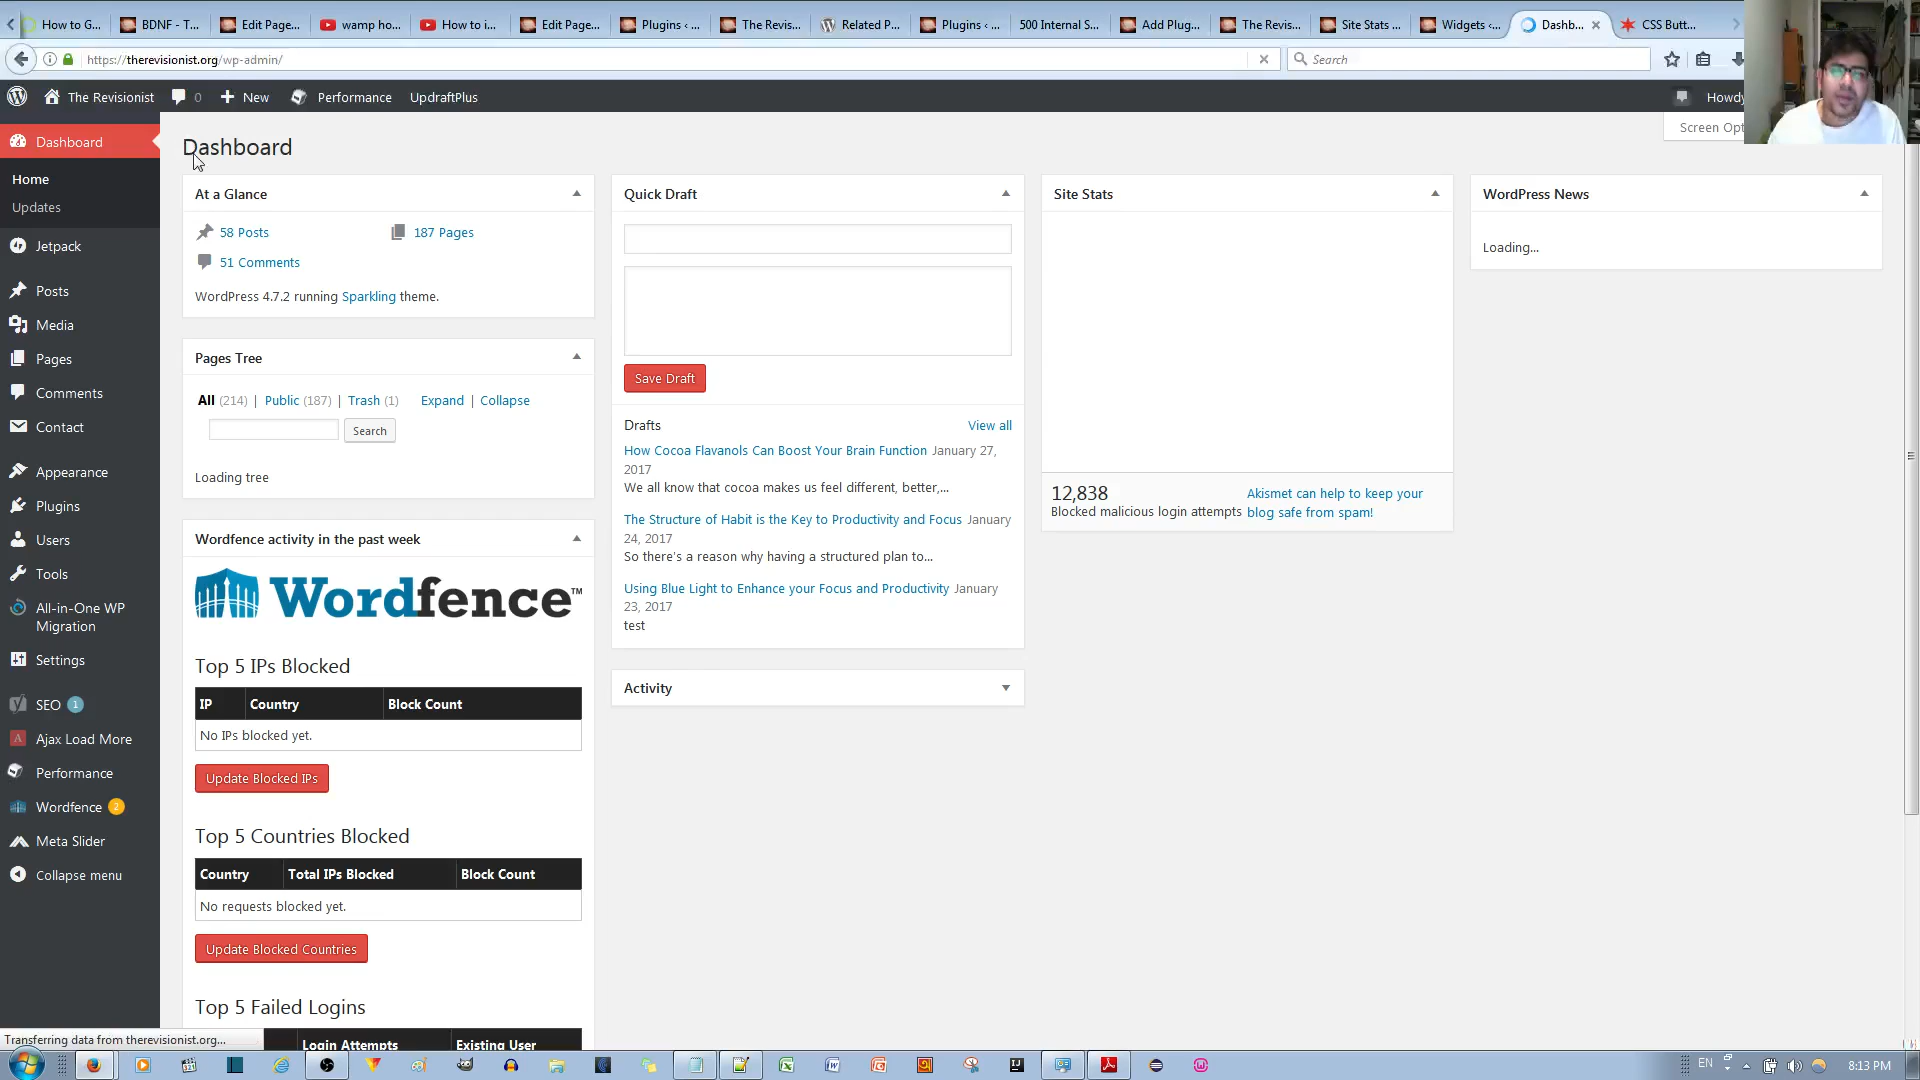 How to G...
BDNF - T...
Edit Page...
wamp ho...
How to i...
Edit Page...
Plugins ‹ ...
The Revis...
Related P...
Plugins ‹ ...
500 Internal S...
Add Plug...
The Revis...
Site Stats ...
Widgets ‹...
Dashb...
CSS Butt...
https://therevisionist.org/wp-admin/
Search
The Revisionist
0
New
Performance
UpdraftPlus
Howdy
Screen Opt
Dashboard
Home
Updates
Jetpack
Posts
Media
Pages
Comments
Contact
Appearance
Plugins
Users
Tools
All-in-One WP
Migration
Settings
SEO 1
Ajax Load More
Performance
Wordfence 2
Meta Slider
Collapse menu
Dashboard
At a Glance
58 Posts
187 Pages
51 Comments
WordPress 4.7.2 running Sparkling theme.
Pages Tree
All (214) | Public (187) | Trash (1) Expand | Collapse
Search
Loading tree
Wordfence activity in the past week
Wordfence™
Top 5 IPs Blocked
IP Country Block Count
No IPs blocked yet.
Update Blocked IPs
Top 5 Countries Blocked
Country Total IPs Blocked Block Count
No requests blocked yet.
Update Blocked Countries
Top 5 Failed Logins
Login Attempts Existing User
Quick Draft
Save Draft
Drafts
View all
How Cocoa Flavanols Can Boost Your Brain Function January 27,
2017
We all know that cocoa makes us feel different, better,...
The Structure of Habit is the Key to Productivity and Focus January
24, 2017
So there's a reason why having a structured plan to...
Using Blue Light to Enhance your Focus and Productivity January
23, 2017
test
Activity
Site Stats
12,838
Blocked malicious login attempts
Akismet can help to keep your
blog safe from spam!
WordPress News
Loading...
Transferring data from therevisionist.org...
EN
8:13 PM